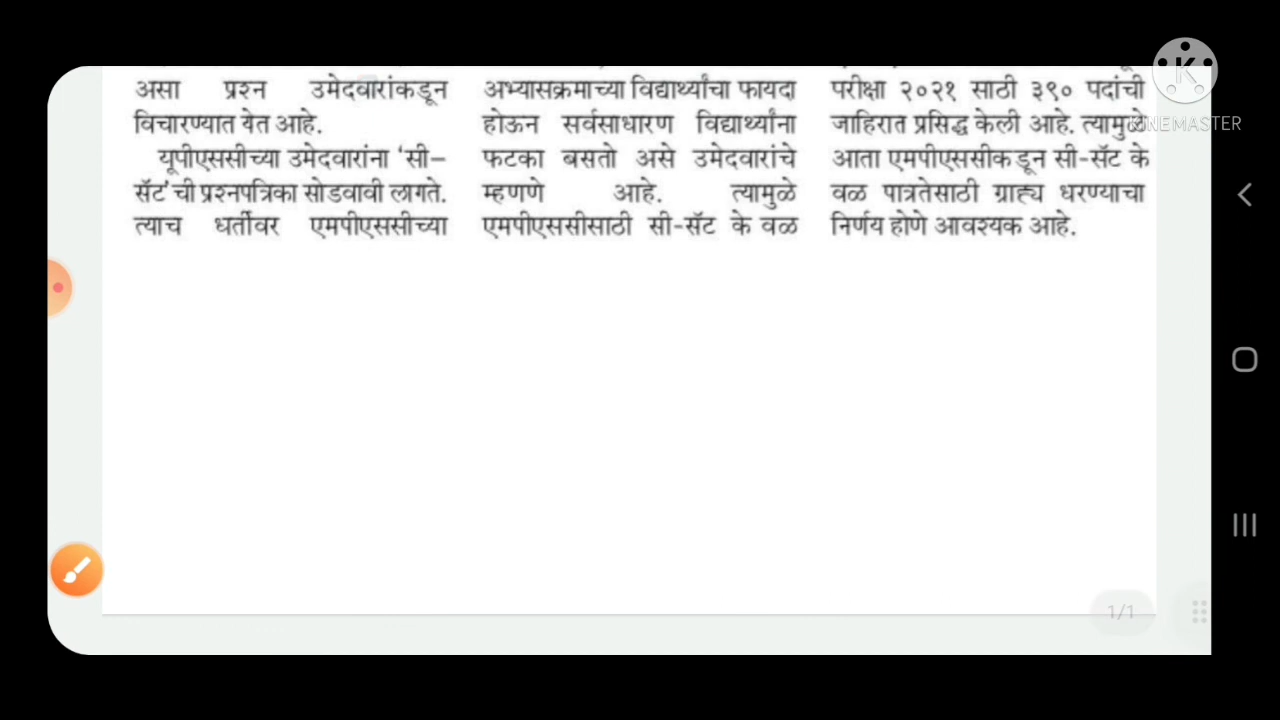 असा प्रश्न उमेदवारांकडून
विचारण्यात येत आहे.
यूपीएससीच्या उमेदवारांना ‘सी–
सॅट’ची प्रश्नपत्रिका सोडवावी लागते.
त्याच धर्तीवर एमपीएससीच्या
अभ्यासक्रमाच्या विद्यार्थ्यांचा फायदा
होऊन सर्वसाधारण विद्यार्थ्यांना
फटका बसतो असे उमेदवारांचे
म्हणणे आहे. त्यामुळे
एमपीएससीसाठी सी-सॅट के वळ
परीक्षा २०२१ साठी ३९० पदांची
जाहिरात प्रसिद्ध केली आहे. त्यामुळे
आता एमपीएससीकडून सी-सॅट के
वळ पात्रतेसाठी ग्राह्य धरण्याचा
निर्णय होणे आवश्यक आहे.
K
KINEMASTER
1/1